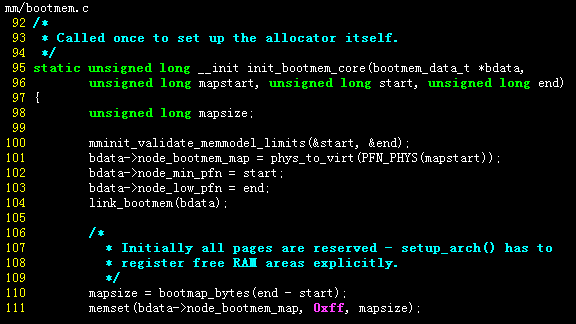 mm/bootmem.c
92 /*
93  * Called once to set up the allocator itself.
94  */
95 static unsigned long __init init_bootmem_core(bootmem_data_t *bdata,
96         unsigned long mapstart, unsigned long start, unsigned long end)
97 {
98         unsigned long mapsize;
99
100         mminit_validate_memmodel_limits(&start, &end);
101         bdata->node_bootmem_map = phys_to_virt(PFN_PHYS(mapstart));
102         bdata->node_min_pfn = start;
103         bdata->node_low_pfn = end;
104         link_bootmem(bdata);
105
106         /*
107          * Initially all pages are reserved - setup_arch() has to
108          * register free RAM areas explicitly.
109          */
110         mapsize = bootmap_bytes(end - start);
111         memset(bdata->node_bootmem_map, 0xff, mapsize);